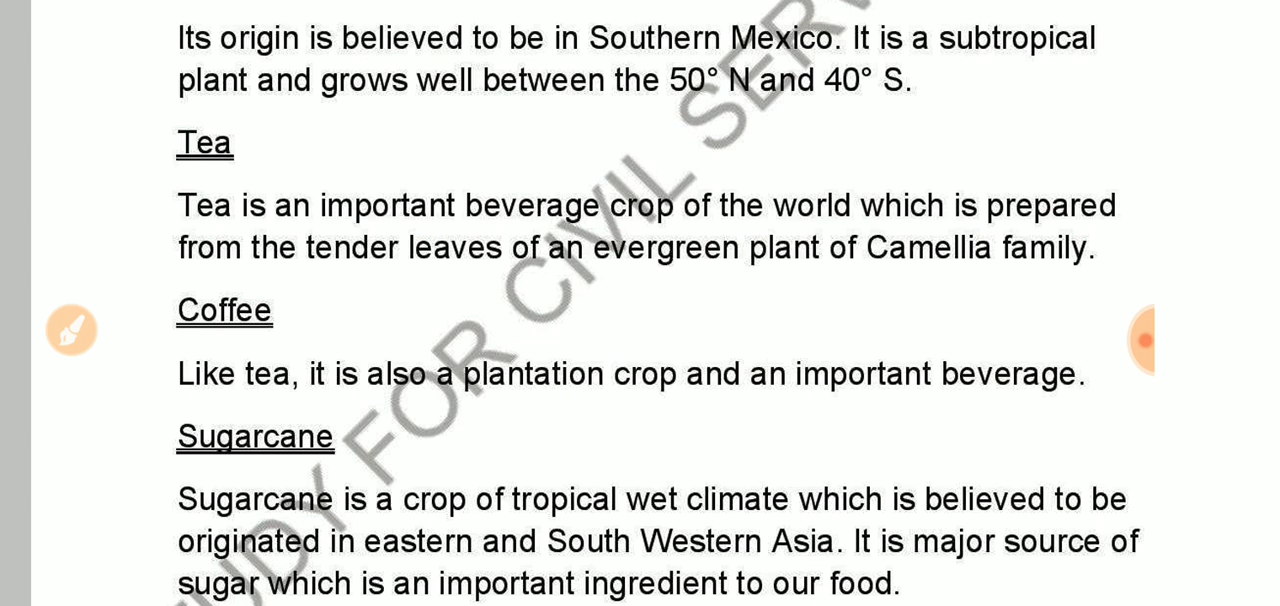 Its origin is believed to be in Southern Mexico. It is a subtropical
plant and grows well between the 50° N and 40° S.
Tea
Tea is an important beverage crop of the world which is prepared
from the tender leaves of an evergreen plant of Camellia family.
Coffee
Like tea, it is also a plantation crop and an important beverage.
Sugarcane
Sugarcane is a crop of tropical wet climate which is believed to be
originated in eastern and South Western Asia. It is major source of
sugar which is an important ingredient to our food.
UDY FOR CIVIL SERV